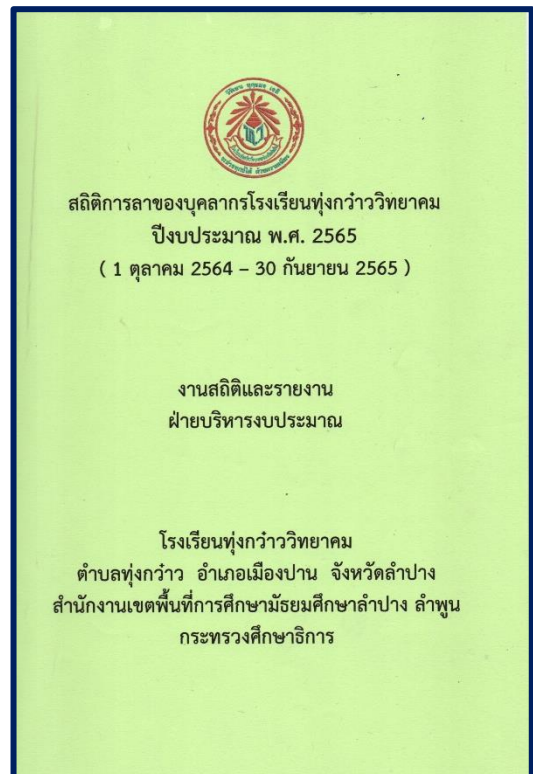 สถิติการลาของบุคลากรโรงเรียนทุ่งกว๋าววิทยาคม
ปีงบประมาณ พ.ศ. 2565
( 1 ตุลาคม 2564 – 30 กันยายน 2565 )
งานสถิติและรายงาน
ฝ่ายบริหารงบประมาณ
โรงเรียนทุ่งกว๋าววิทยาคม
ตำบลทุ่งกว๋าว อำเภอเมืองปาน จังหวัดลำปาง
สำนักงานเขตพื้นที่การศึกษามัธยมศึกษาลำปาง ลำพูน
กระทรวงศึกษาธิการ